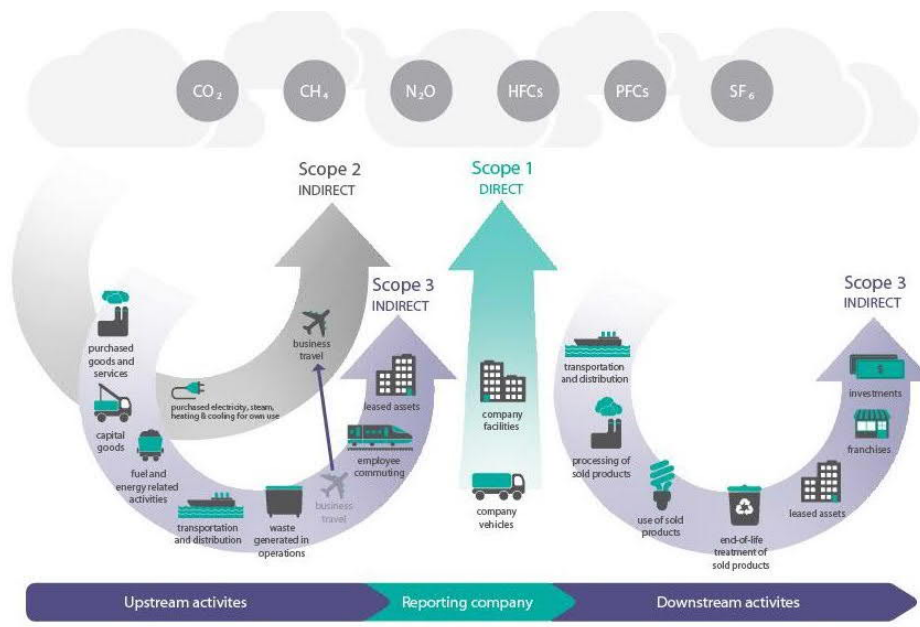 CO2
CH4
N2O
HFCs
PFCs
SF6
Scope 2
INDIRECT
Scope 1
DIRECT
Scope 3
INDIRECT
Scope 3
INDIRECT
purchased
goods and
services
capital
goods
fuel and
energy related
activities
purchased electricity, steam,
heating & cooling for own use
transportation
and distribution
waste
generated in
operations
business
travel
business
travel
employee
commuting
leased assets
company
facilities
company
vehicles
transportation
and distribution
processing of
sold products
use of sold
products
end-of-life
treatment of
sold products
leased assets
franchises
$
investments
Upstream activites
Reporting company
Downstream activites